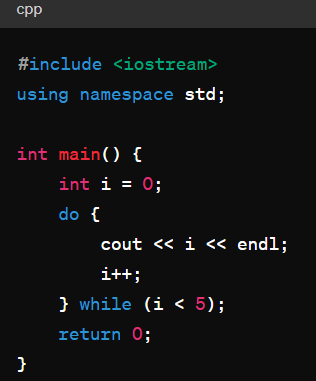 cpp
#include <iostream>
using namespace std;
int main() {
    int i = 0;
    do {
        cout << i << endl;
        i++;
    } while (i < 5);
    return 0;
}